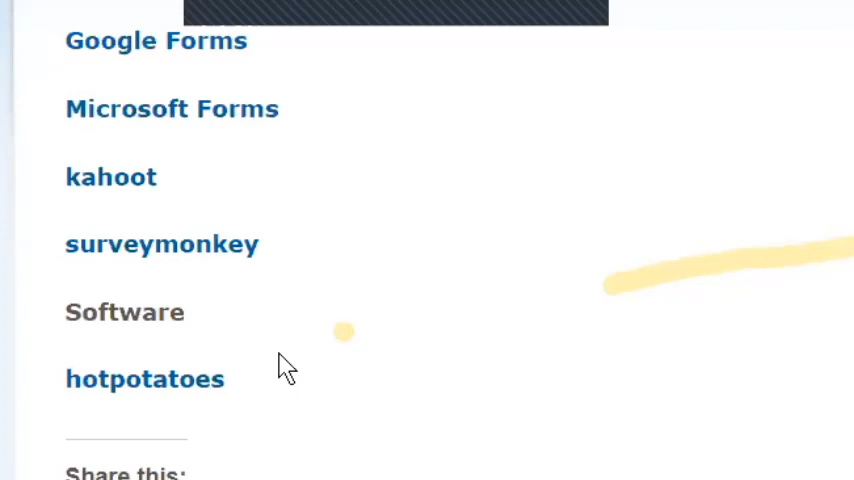 Google Forms
Microsoft Forms
kahoot
surveymonkey
Software
hotpotatoes
Share this: